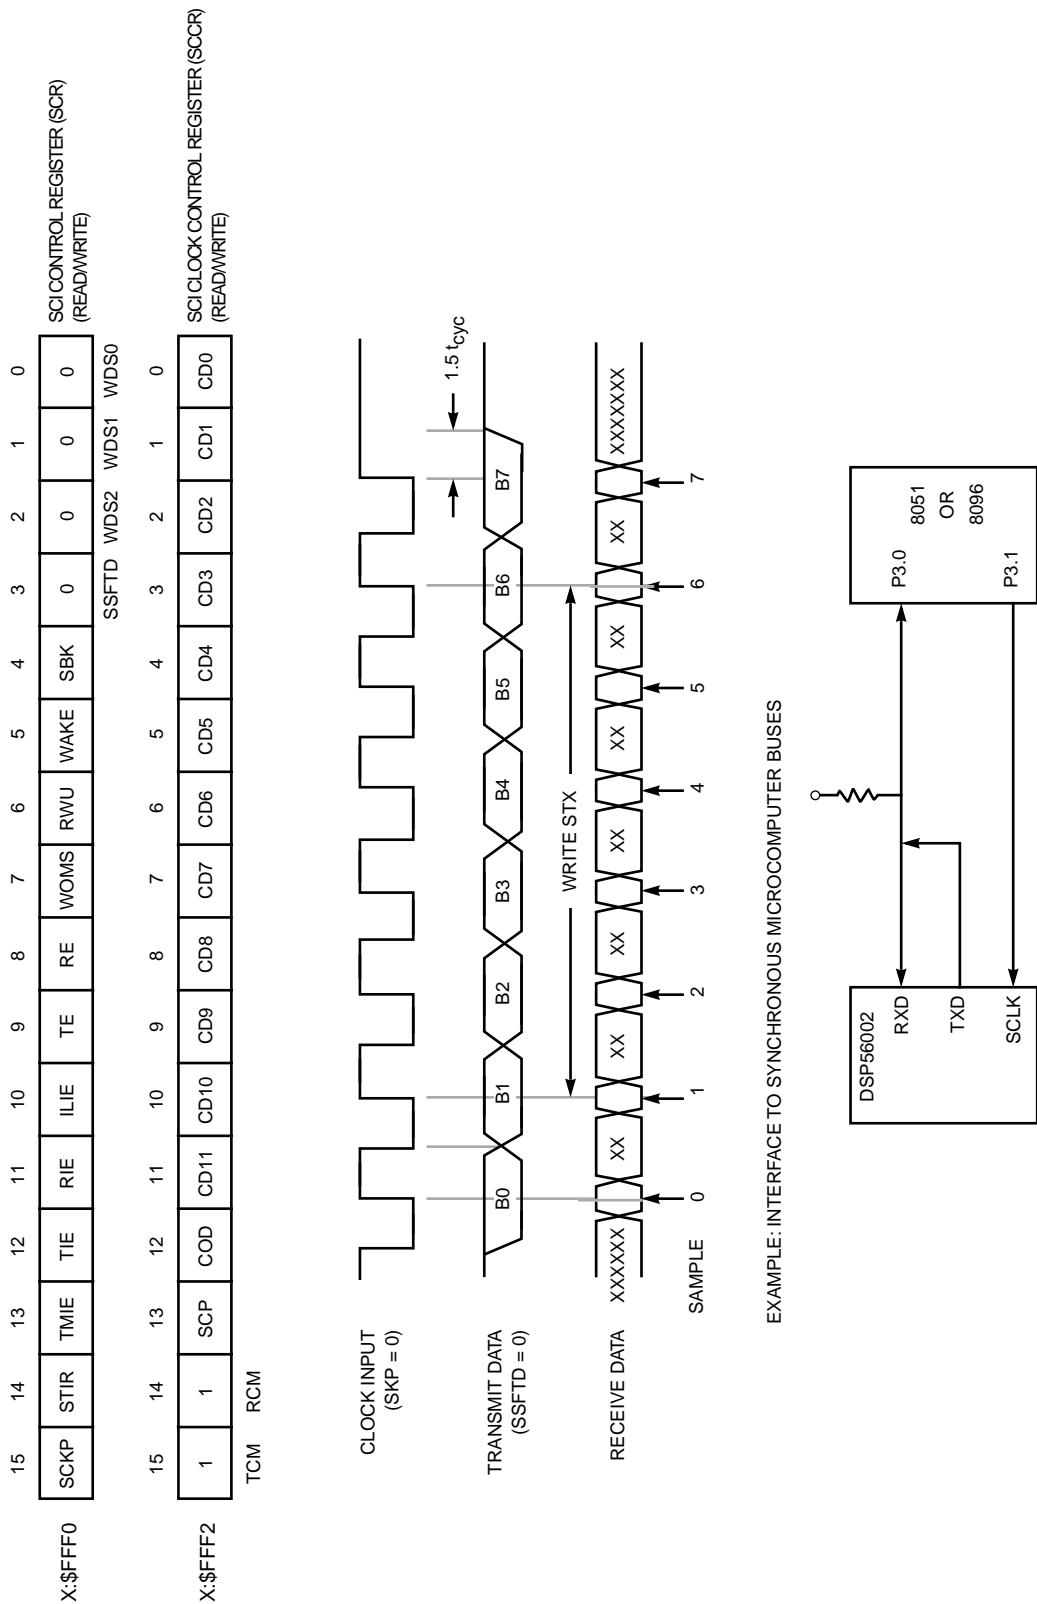 15 14 13 12 11 10 9 8 7 6 5 4 3 2 1 0
X:$FFF0 SCKP STIR TMIE TIE RIE ILIE TE RE WOMS RWU WAKE SBK 0 0 0 0 SCI CONTROL REGISTER (SCR)
(READ/WRITE)
SSFTD WDS2 WDS1 WDS0
15 14 13 12 11 10 9 8 7 6 5 4 3 2 1 0
X:$FFF2 1 1 SCP COD CD11 CD10 CD9 CD8 CD7 CD6 CD5 CD4 CD3 CD2 CD1 CD0 SCI CLOCK CONTROL REGISTER (SCCR)
(READ/WRITE)
TCM RCM
CLOCK INPUT
(SKP = 0)
1.5 tcyc
TRANSMIT DATA
(SSFTD = 0)
B0 B1 B2 B3 B4 B5 B6 B7
WRITE STX
RECEIVE DATA XXXXXX XX XX XX XX XX XX XX XXXXXXX
SAMPLE 0 1 2 3 4 5 6 7
EXAMPLE: INTERFACE TO SYNCHRONOUS MICROCOMPUTER BUSES
DSP56002
RXD
TXD
SCLK
P3.0
P3.1
8051
OR
8096